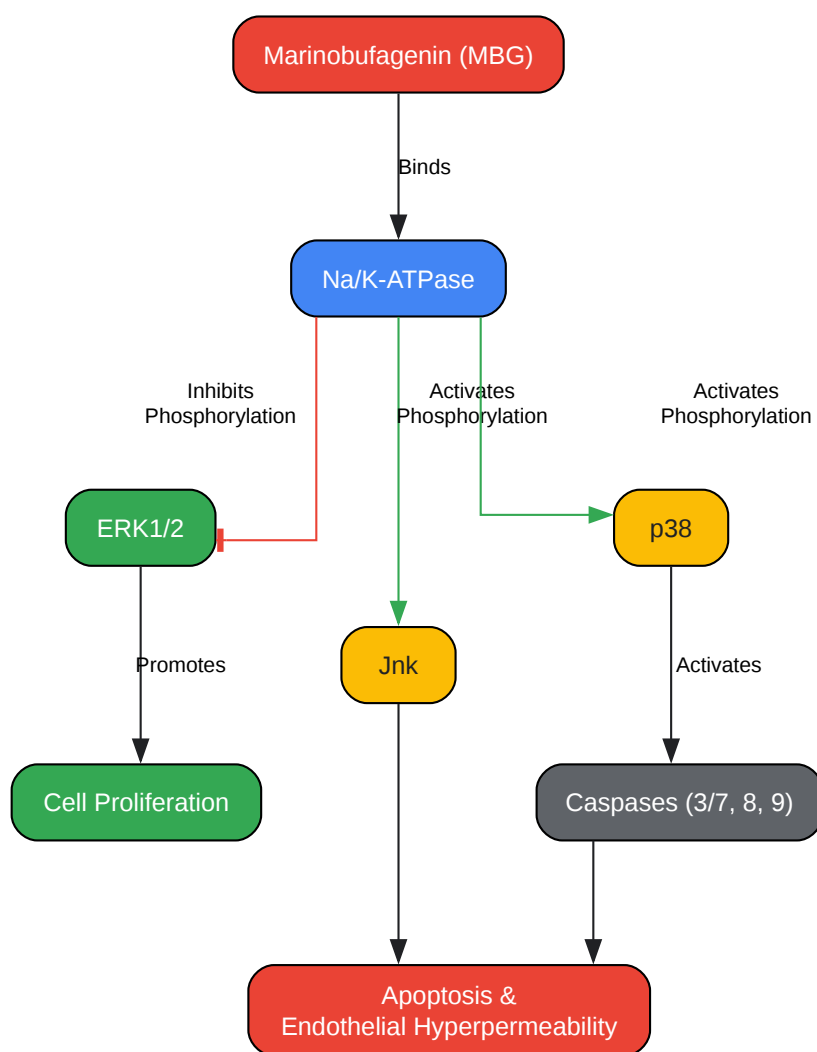 Marinobufagenin (MBG)
Binds
Na/K-ATPase
Inhibits
Phosphorylation
Activates
Phosphorylation
Activates
Phosphorylation
ERK1/2
p38
Promotes
Jnk
Activates
Cell Proliferation
Caspases (3/7, 8, 9)
Apoptosis &
Endothelial Hyperpermeability